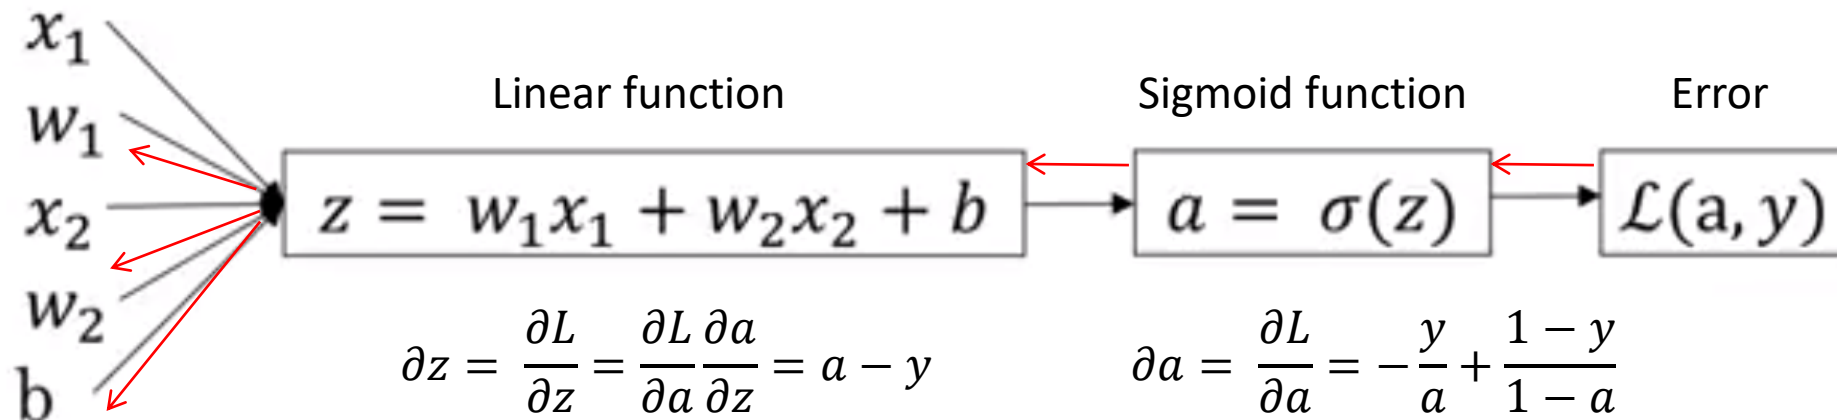 x₁
w₁
x₂
w₂
b
Linear function
z = w₁x₁ + w₂x₂ + b
Sigmoid function
a = σ(z)
Error
ℒ(a, y)
∂z = ∂L/∂z = ∂L/∂a ∂a/∂z = a − y
∂a = ∂L/∂a = − y/a + 1 − y/1 − a